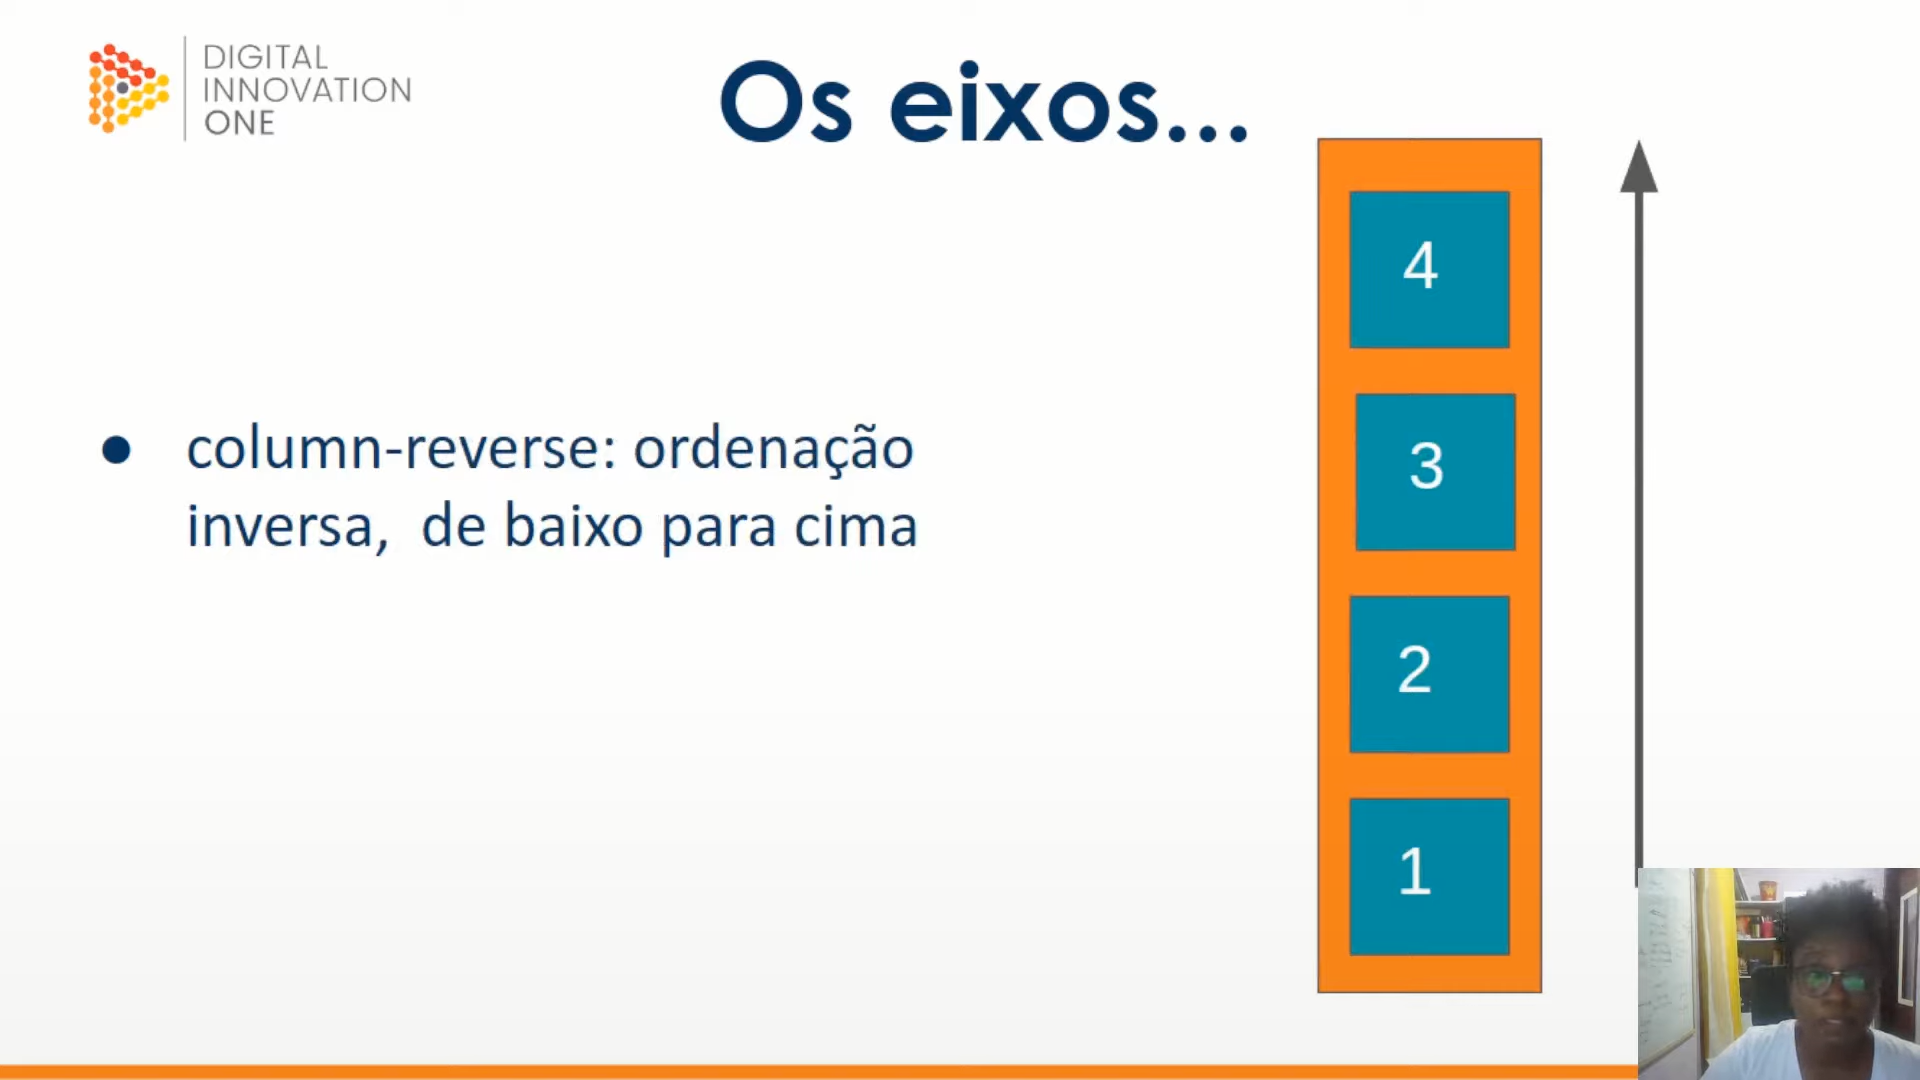 DIGITAL
INNOVATION
ONE
Os eixos...
● column-reverse: ordenação
inversa, de baixo para cima
4
3
2
1